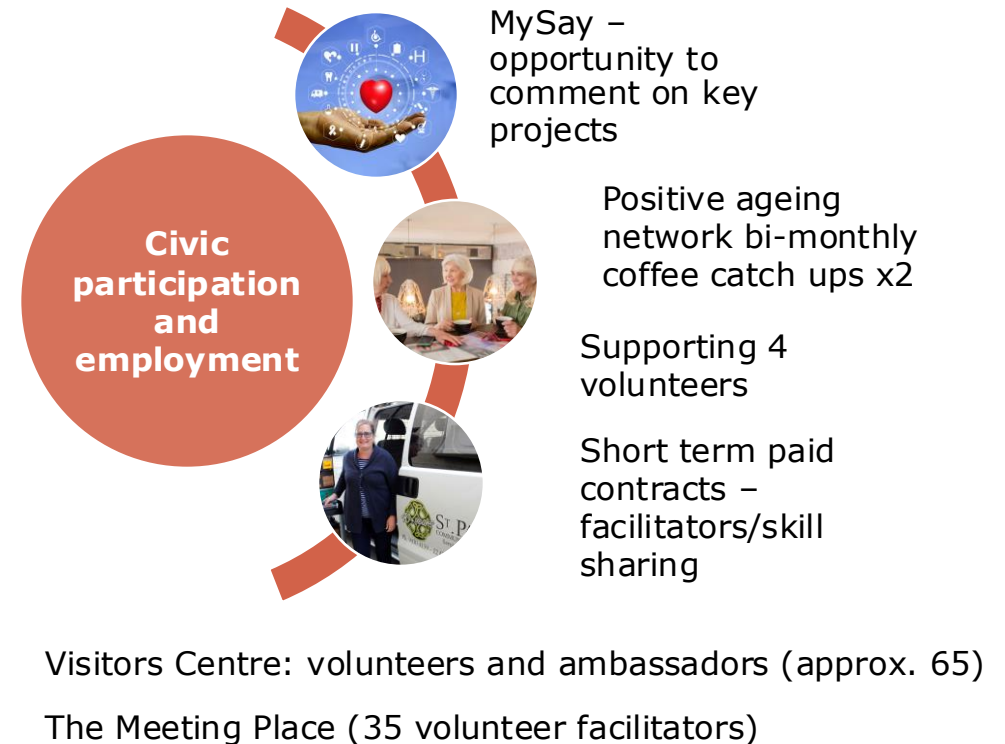 MySay –
opportunity to
comment on key
projects
Civic
participation
and
employment
Positive ageing
network bi-monthly
coffee catch ups x2
Supporting 4
volunteers
Short term paid
contracts –
facilitators/skill
sharing
St. P
Visitors Centre: volunteers and ambassadors (approx. 65)
The Meeting Place (35 volunteer facilitators)